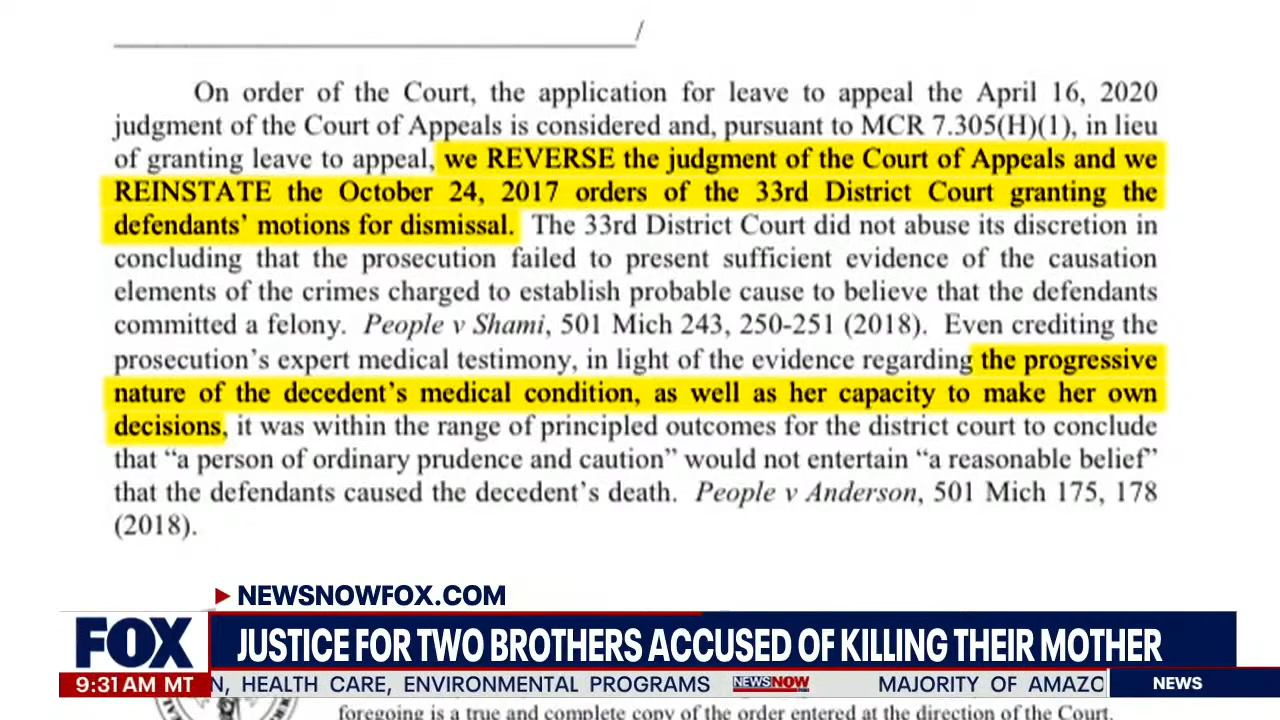 /
On order of the Court, the application for leave to appeal the April 16, 2020
judgment of the Court of Appeals is considered and, pursuant to MCR 7.305(H)(1), in lieu
of granting leave to appeal, we REVERSE the judgment of the Court of Appeals and we
REINSTATE the October 24, 2017 orders of the 33rd District Court granting the
defendants' motions for dismissal. The 33rd District Court did not abuse its discretion in
concluding that the prosecution failed to present sufficient evidence of the causation
elements of the crimes charged to establish probable cause to believe that the defendants
committed a felony. People v Shami, 501 Mich 243, 250-251 (2018). Even crediting the
prosecution's expert medical testimony, in light of the evidence regarding the progressive
nature of the decedent's medical condition, as well as her capacity to make her own
decisions, it was within the range of principled outcomes for the district court to conclude
that “a person of ordinary prudence and caution” would not entertain “a reasonable belief”
that the defendants caused the decedent's death. People v Anderson, 501 Mich 175, 178
(2018).
NEWSNOWFOX.COM
FOX
JUSTICE FOR TWO BROTHERS ACCUSED OF KILLING THEIR MOTHER
9:31 AM MT N, HEALTH CARE, ENVIRONMENTAL PROGRAMS NEWSNOW MAJORITY OF AMAZO NEWS
foregoing is a true and complete copy of the order entered at the direction of the Court.